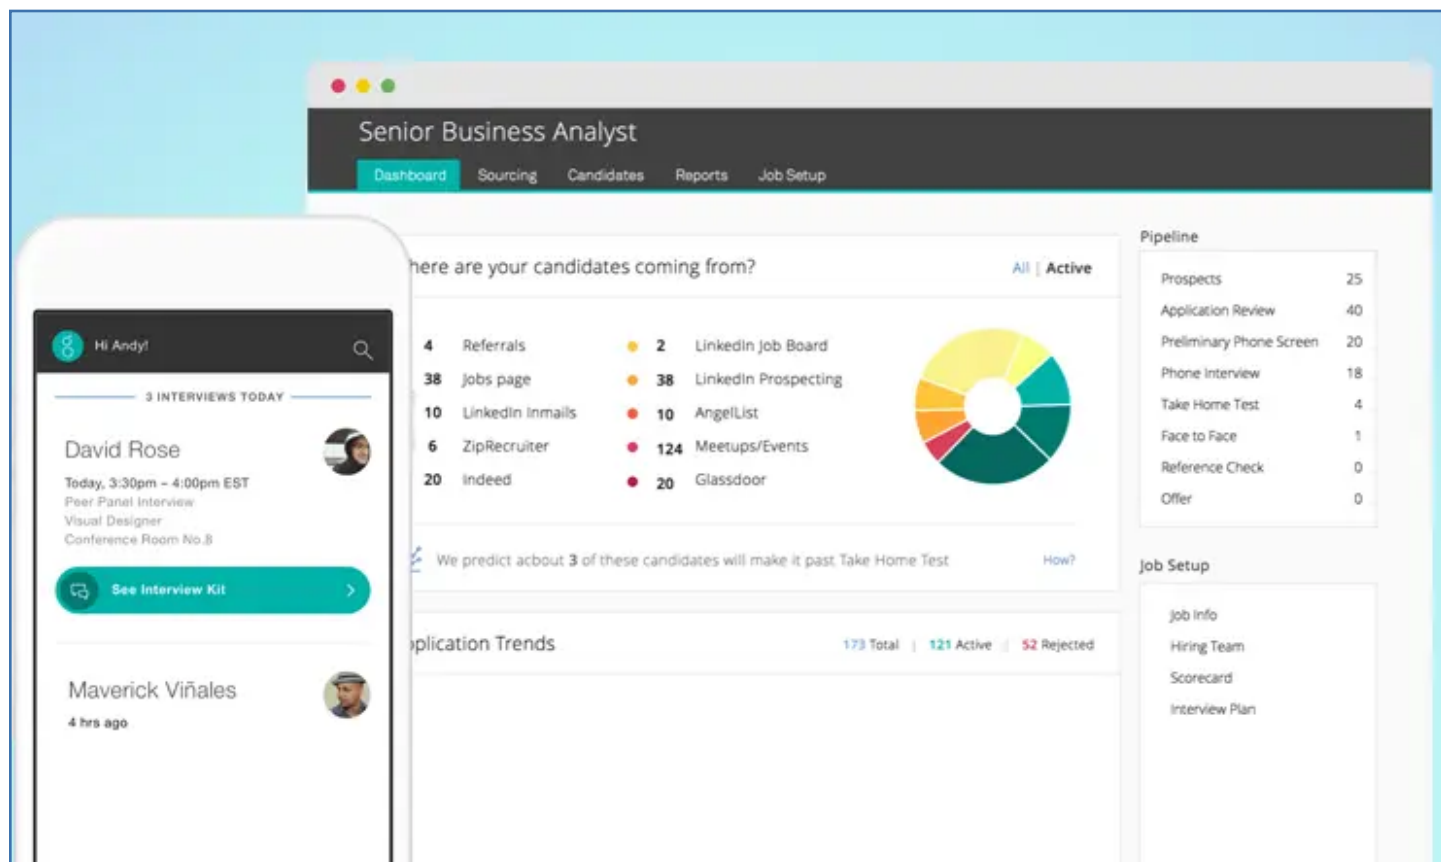 Senior Business Analyst
Dashboard Sourcing Candidates Reports Job Setup
here are your candidates coming from?
All | Active
4 Referrals
38 Jobs page
10 LinkedIn Inmails
6 ZipRecruiter
20 Indeed
2 LinkedIn Job Board
38 LinkedIn Prospecting
10 AngelList
124 Meetups/Events
20 Glassdoor
We predict acbout 3 of these candidates will make it past Take Home Test
How?
plication Trends
173 Total | 121 Active | 52 Rejected
Pipeline
Prospects 25
Application Review 40
Preliminary Phone Screen 20
Phone Interview 18
Take Home Test 4
Face to Face 1
Reference Check 0
Offer 0
Job Setup
Job Info
Hiring Team
Scorecard
Interview Plan
Hi Andy!
3 INTERVIEWS TODAY
David Rose
Today, 3:30pm – 4:00pm EST
Peer Panel Interview
Visual Designer
Conference Room No.8
See Interview Kit
Maverick Viñales
4 hrs ago